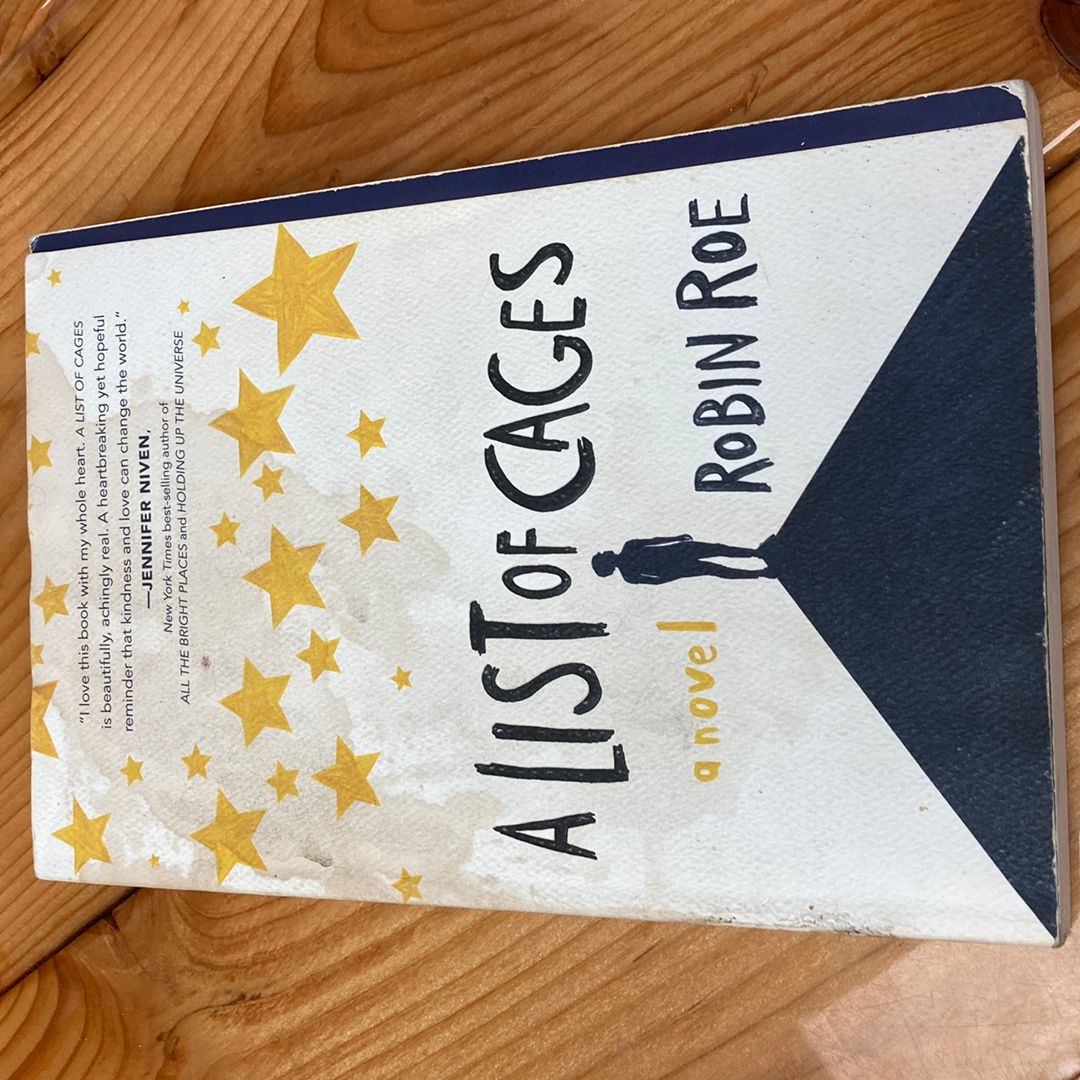 "I love this book with my whole heart. A LIST OF CAGES
is beautifully, achingly real. A heartbreaking yet hopeful
reminder that kindness and love can change the world."
—JENNIFER NIVEN,
New York Times best-selling author of
ALL THE BRIGHT PLACES and HOLDING UP THE UNIVERSE
A LIST OF CAGES
a novel
ROBIN ROE